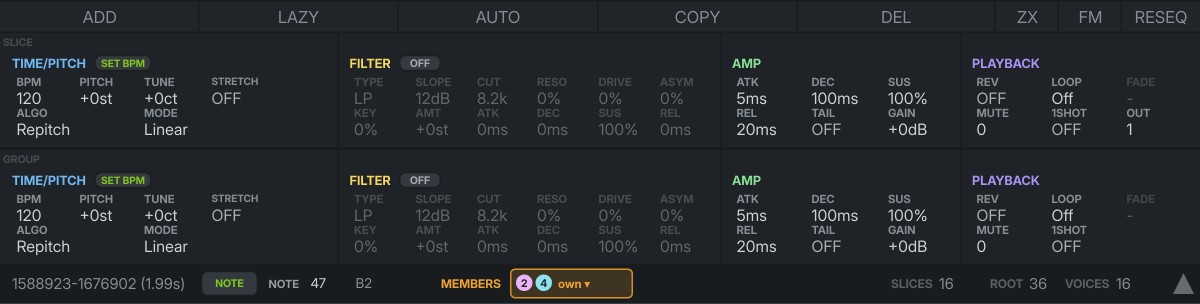 ADD LAZY AUTO COPY DEL ZX FM RESEQ
SLICE
TIME/PITCH SET BPM FILTER OFF AMP PLAYBACK
BPM PITCH TUNE STRETCH TYPE SLOPE CUT RESO DRIVE ASYM ATK DEC SUS REV LOOP FADE
120 +0st +0ct OFF LP 12dB 8.2k 0% 0% 0% 5ms 100ms 100% OFF Off -
ALGO MODE KEY AMT ATK DEC SUS REL REL TAIL GAIN MUTE 1SHOT OUT
Repitch Linear 0% +0st 0ms 0ms 100% 0ms 20ms OFF +0dB 0 OFF 1
GROUP
TIME/PITCH SET BPM FILTER OFF AMP PLAYBACK
BPM PITCH TUNE STRETCH TYPE SLOPE CUT RESO DRIVE ASYM ATK DEC SUS REV LOOP FADE
120 +0st +0ct OFF LP 12dB 8.2k 0% 0% 0% 5ms 100ms 100% OFF Off -
ALGO MODE KEY AMT ATK DEC SUS REL REL TAIL GAIN MUTE 1SHOT
Repitch Linear 0% +0st 0ms 0ms 100% 0ms 20ms OFF +0dB 0 OFF
1588923-1676902 (1.99s) NOTE NOTE 47 B2 MEMBERS 2 4 own ▾ SLICES 16 ROOT 36 VOICES 16